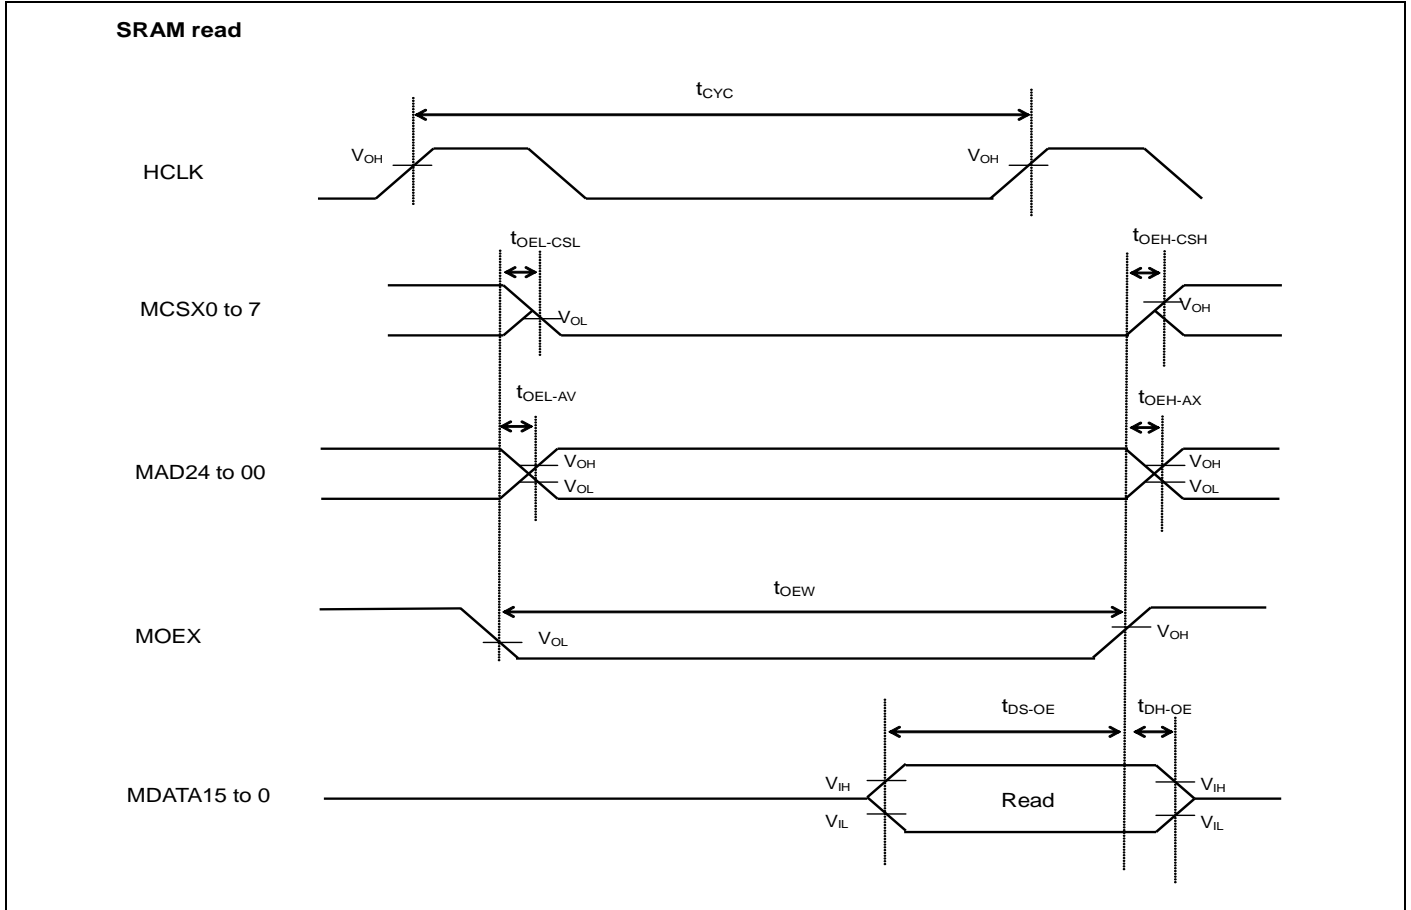 SRAM read
tCYC
HCLK
VOH
VOH
tOEL-CSL
tOEH-CSH
MCSX0 to 7
VOL
VOH
tOEL-AV
tOEH-AX
MAD24 to 00
VOH
VOL
VOH
VOL
tOEW
MOEX
VOL
VOH
tDS-OE
tDH-OE
MDATA15 to 0
VIH
VIL
Read
VIH
VIL